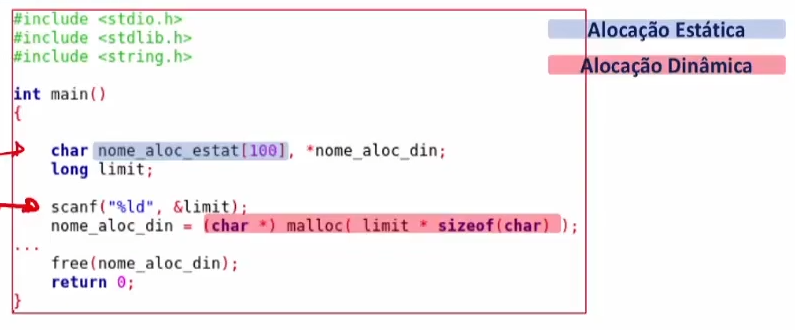 #include <stdio.h>
#include <stdlib.h>
#include <string.h>
int main()
{
char nome_aloc_estat[100], *nome_aloc_din;
long limit;
scanf("%ld", &limit);
nome_aloc_din = (char *) malloc( limit * sizeof(char) );
...
free(nome_aloc_din);
return 0;
}
Alocação Estática
Alocação Dinâmica